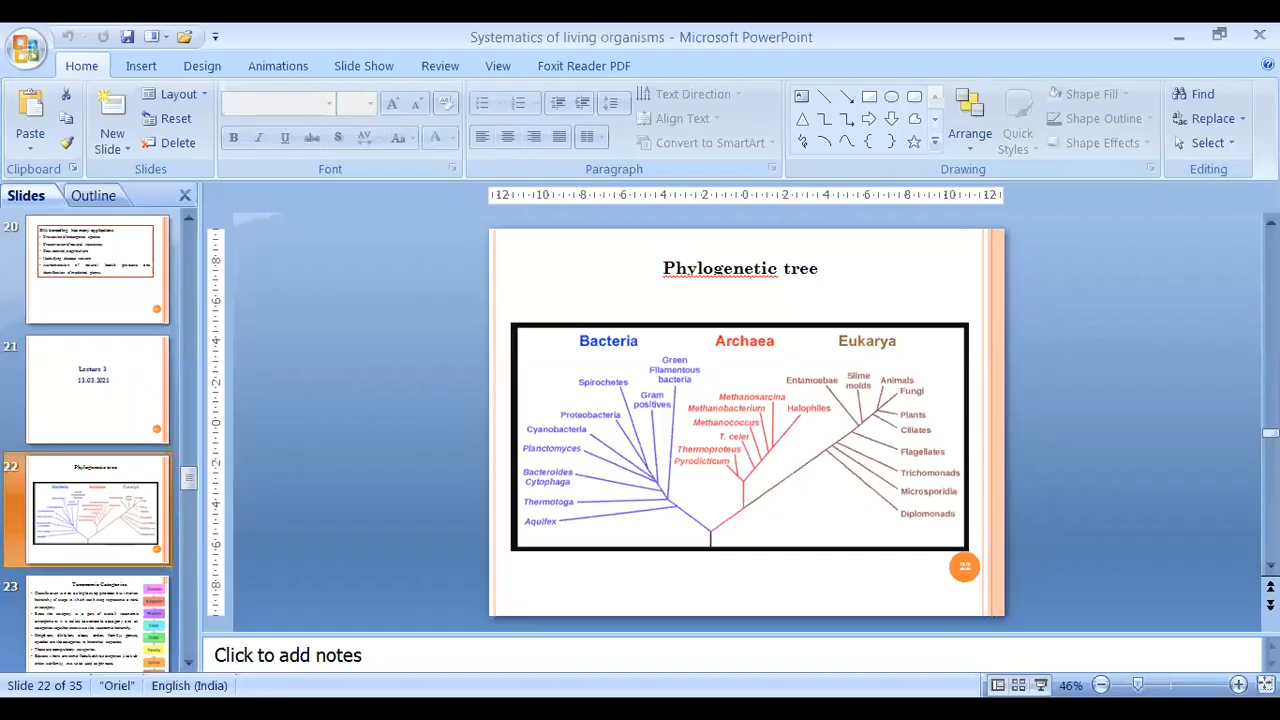 Systematics of living organisms - Microsoft PowerPoint
Home Insert Design Animations Slide Show Review View Foxit Reader PDF
Layout Text Direction Shape Fill Find
Reset Align Text Shape Outline Replace
Paste New Slide Delete Convert to SmartArt Arrange Quick Styles Shape Effects Select
Clipboard Slides Font Paragraph Drawing Editing
Slides Outline
20
21
Lecture 3
13.03.2021
22
Phylogenetic tree
23
Taxonomic Categories
Phylogenetic tree
Bacteria Archaea Eukarya
Green
Filamentous
bacteria
Spirochetes
Gram
positives
Proteobacteria
Cyanobacteria
Planctomyces
Bacteroides
Cytophaga
Thermotoga
Aquifex
Methanosarcina
Methanobacterium
Halophiles
Methanococcus
T. celer
Thermoproteus
Pyrodicticum
Entamoebae
Slime
molds
Animals
Fungi
Plants
Ciliates
Flagellates
Trichomonads
Microsporidia
Diplomonads
22
Click to add notes
Slide 22 of 35 "Oriel" English (India) 46%